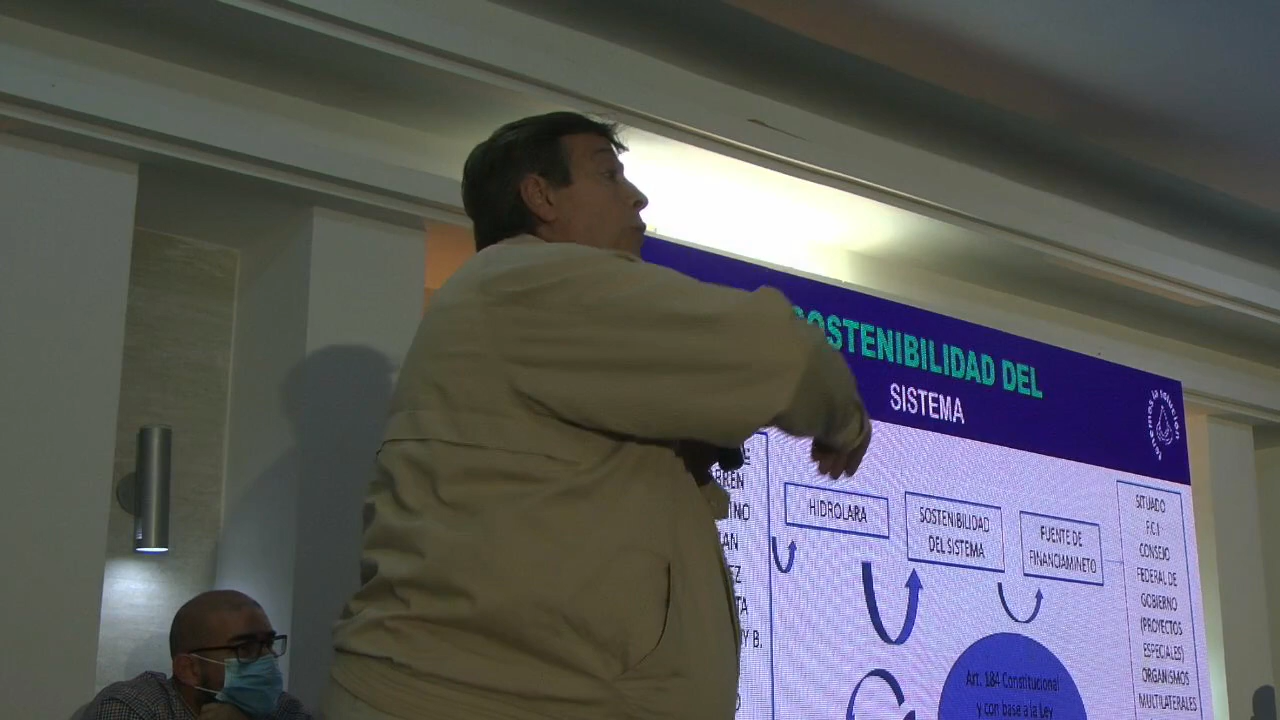 SOSTENIBILIDAD DEL
SISTEMA
HIDROLARA
SOSTENIBILIDAD
DEL SISTEMA
FUENTE DE
FINANCIAMINETO
Art. 184 Constitucional
y con base a la Ley
SITUADO
F.C.I
CONSEJO
FEDERAL DE
GOBIERNO
(PROYECTOS
ESPECIALES)
ORGANISMOS
MULTILATERALES